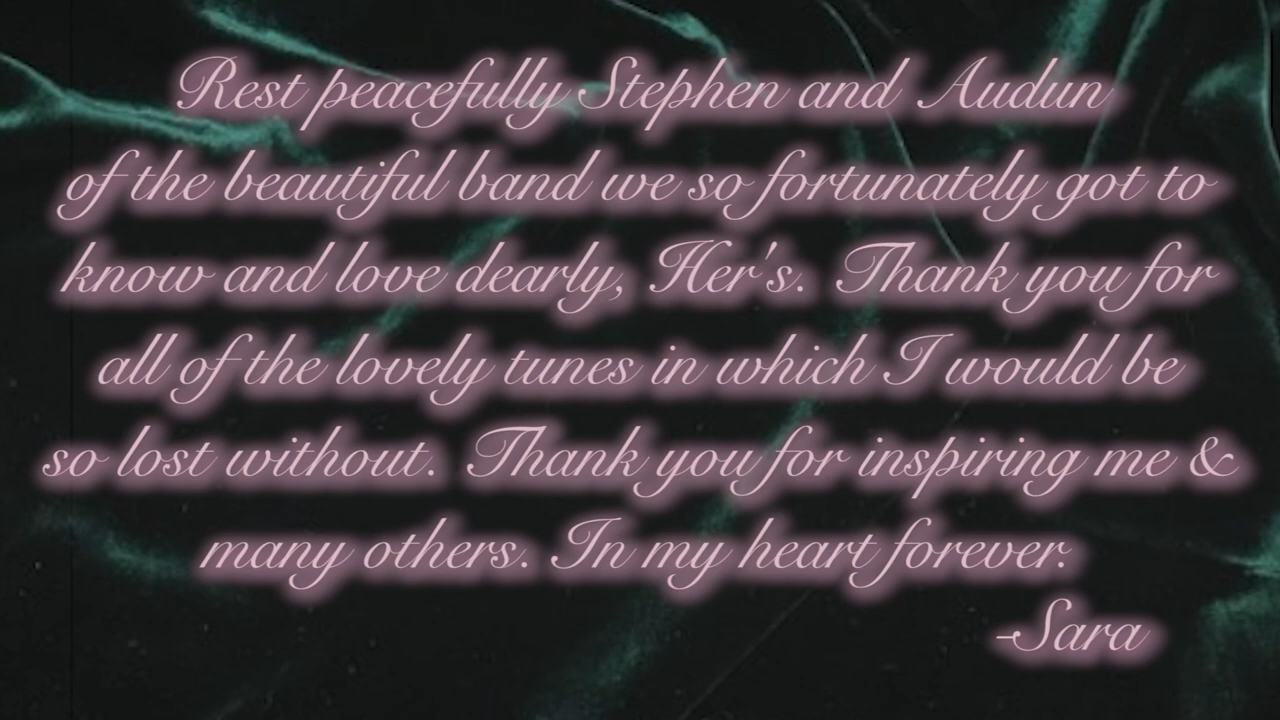 Rest peacefully Stephen and Audun
of the beautiful band we so fortunately got to
know and love dearly, Her's. Thank you for
all of the lovely tunes in which I would be
so lost without. Thank you for inspiring me &
many others. In my heart forever.
-Sara